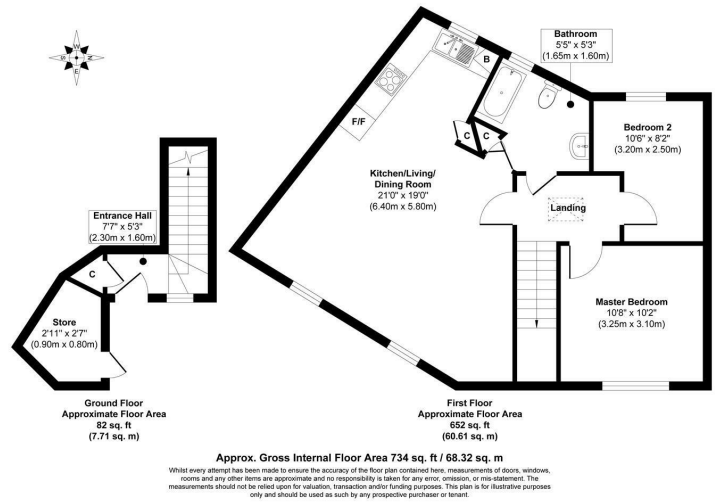 W
S
N
E
Entrance Hall
7'7" x 5'3"
(2.30m x 1.60m)
C
Store
2'11" x 2'7"
(0.90m x 0.80m)
Ground Floor
Approximate Floor Area
82 sq. ft
(7.71 sq. m)
Bathroom
5'5" x 5'3"
(1.65m x 1.60m)
B
F/F
C
C
Kitchen/Living/
Dining Room
21'0" x 19'0"
(6.40m x 5.80m)
Bedroom 2
10'6" x 8'2"
(3.20m x 2.50m)
Landing
Master Bedroom
10'8" x 10'2"
(3.25m x 3.10m)
First Floor
Approximate Floor Area
652 sq. ft
(60.61 sq. m)
Approx. Gross Internal Floor Area 734 sq. ft / 68.32 sq. m
Whilst every attempt has been made to ensure the accuracy of the floor plan contained here, measurements of doors, windows,
rooms and any other items are approximate and no responsibility is taken for any error, omission, or mis-statement. The
measurements should not be relied upon for valuation, transaction and/or funding purposes. This plan is for illustrative purposes
only and should be used as such by any prospective purchaser or tenant.